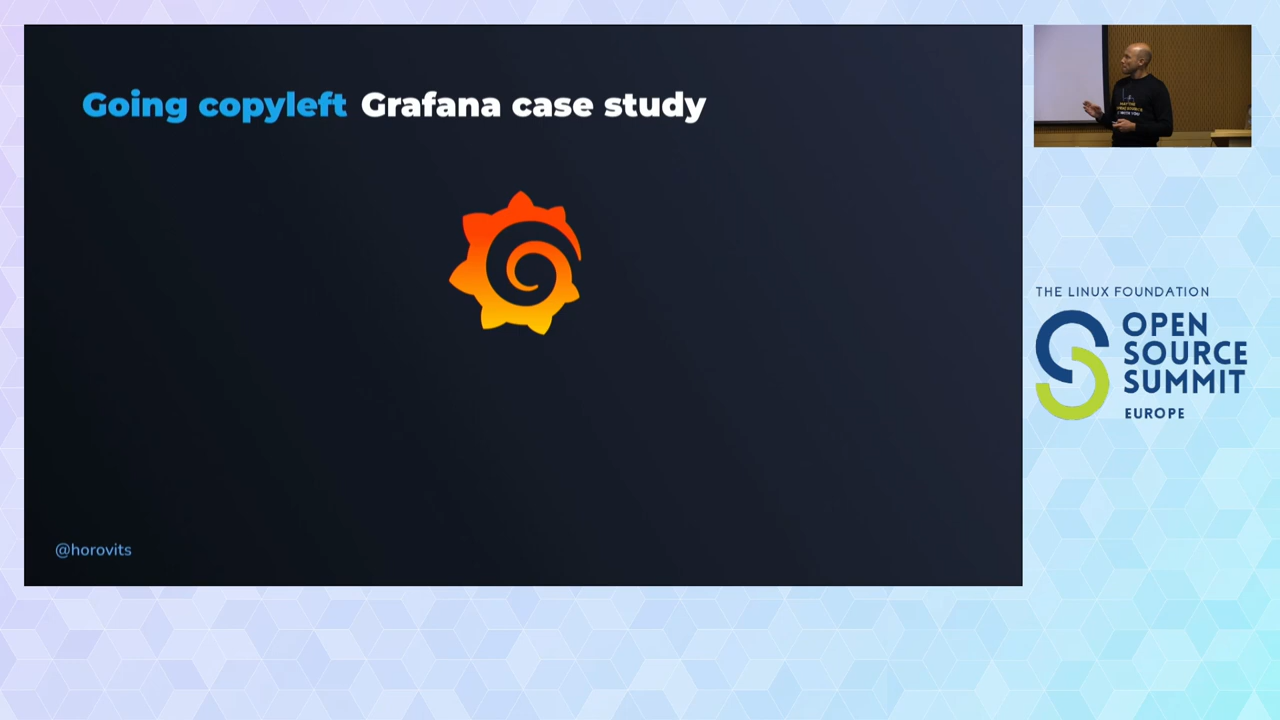 Going copyleft Grafana case study
@horovits
THE LINUX FOUNDATION
OPEN
SOURCE
SUMMIT
EUROPE